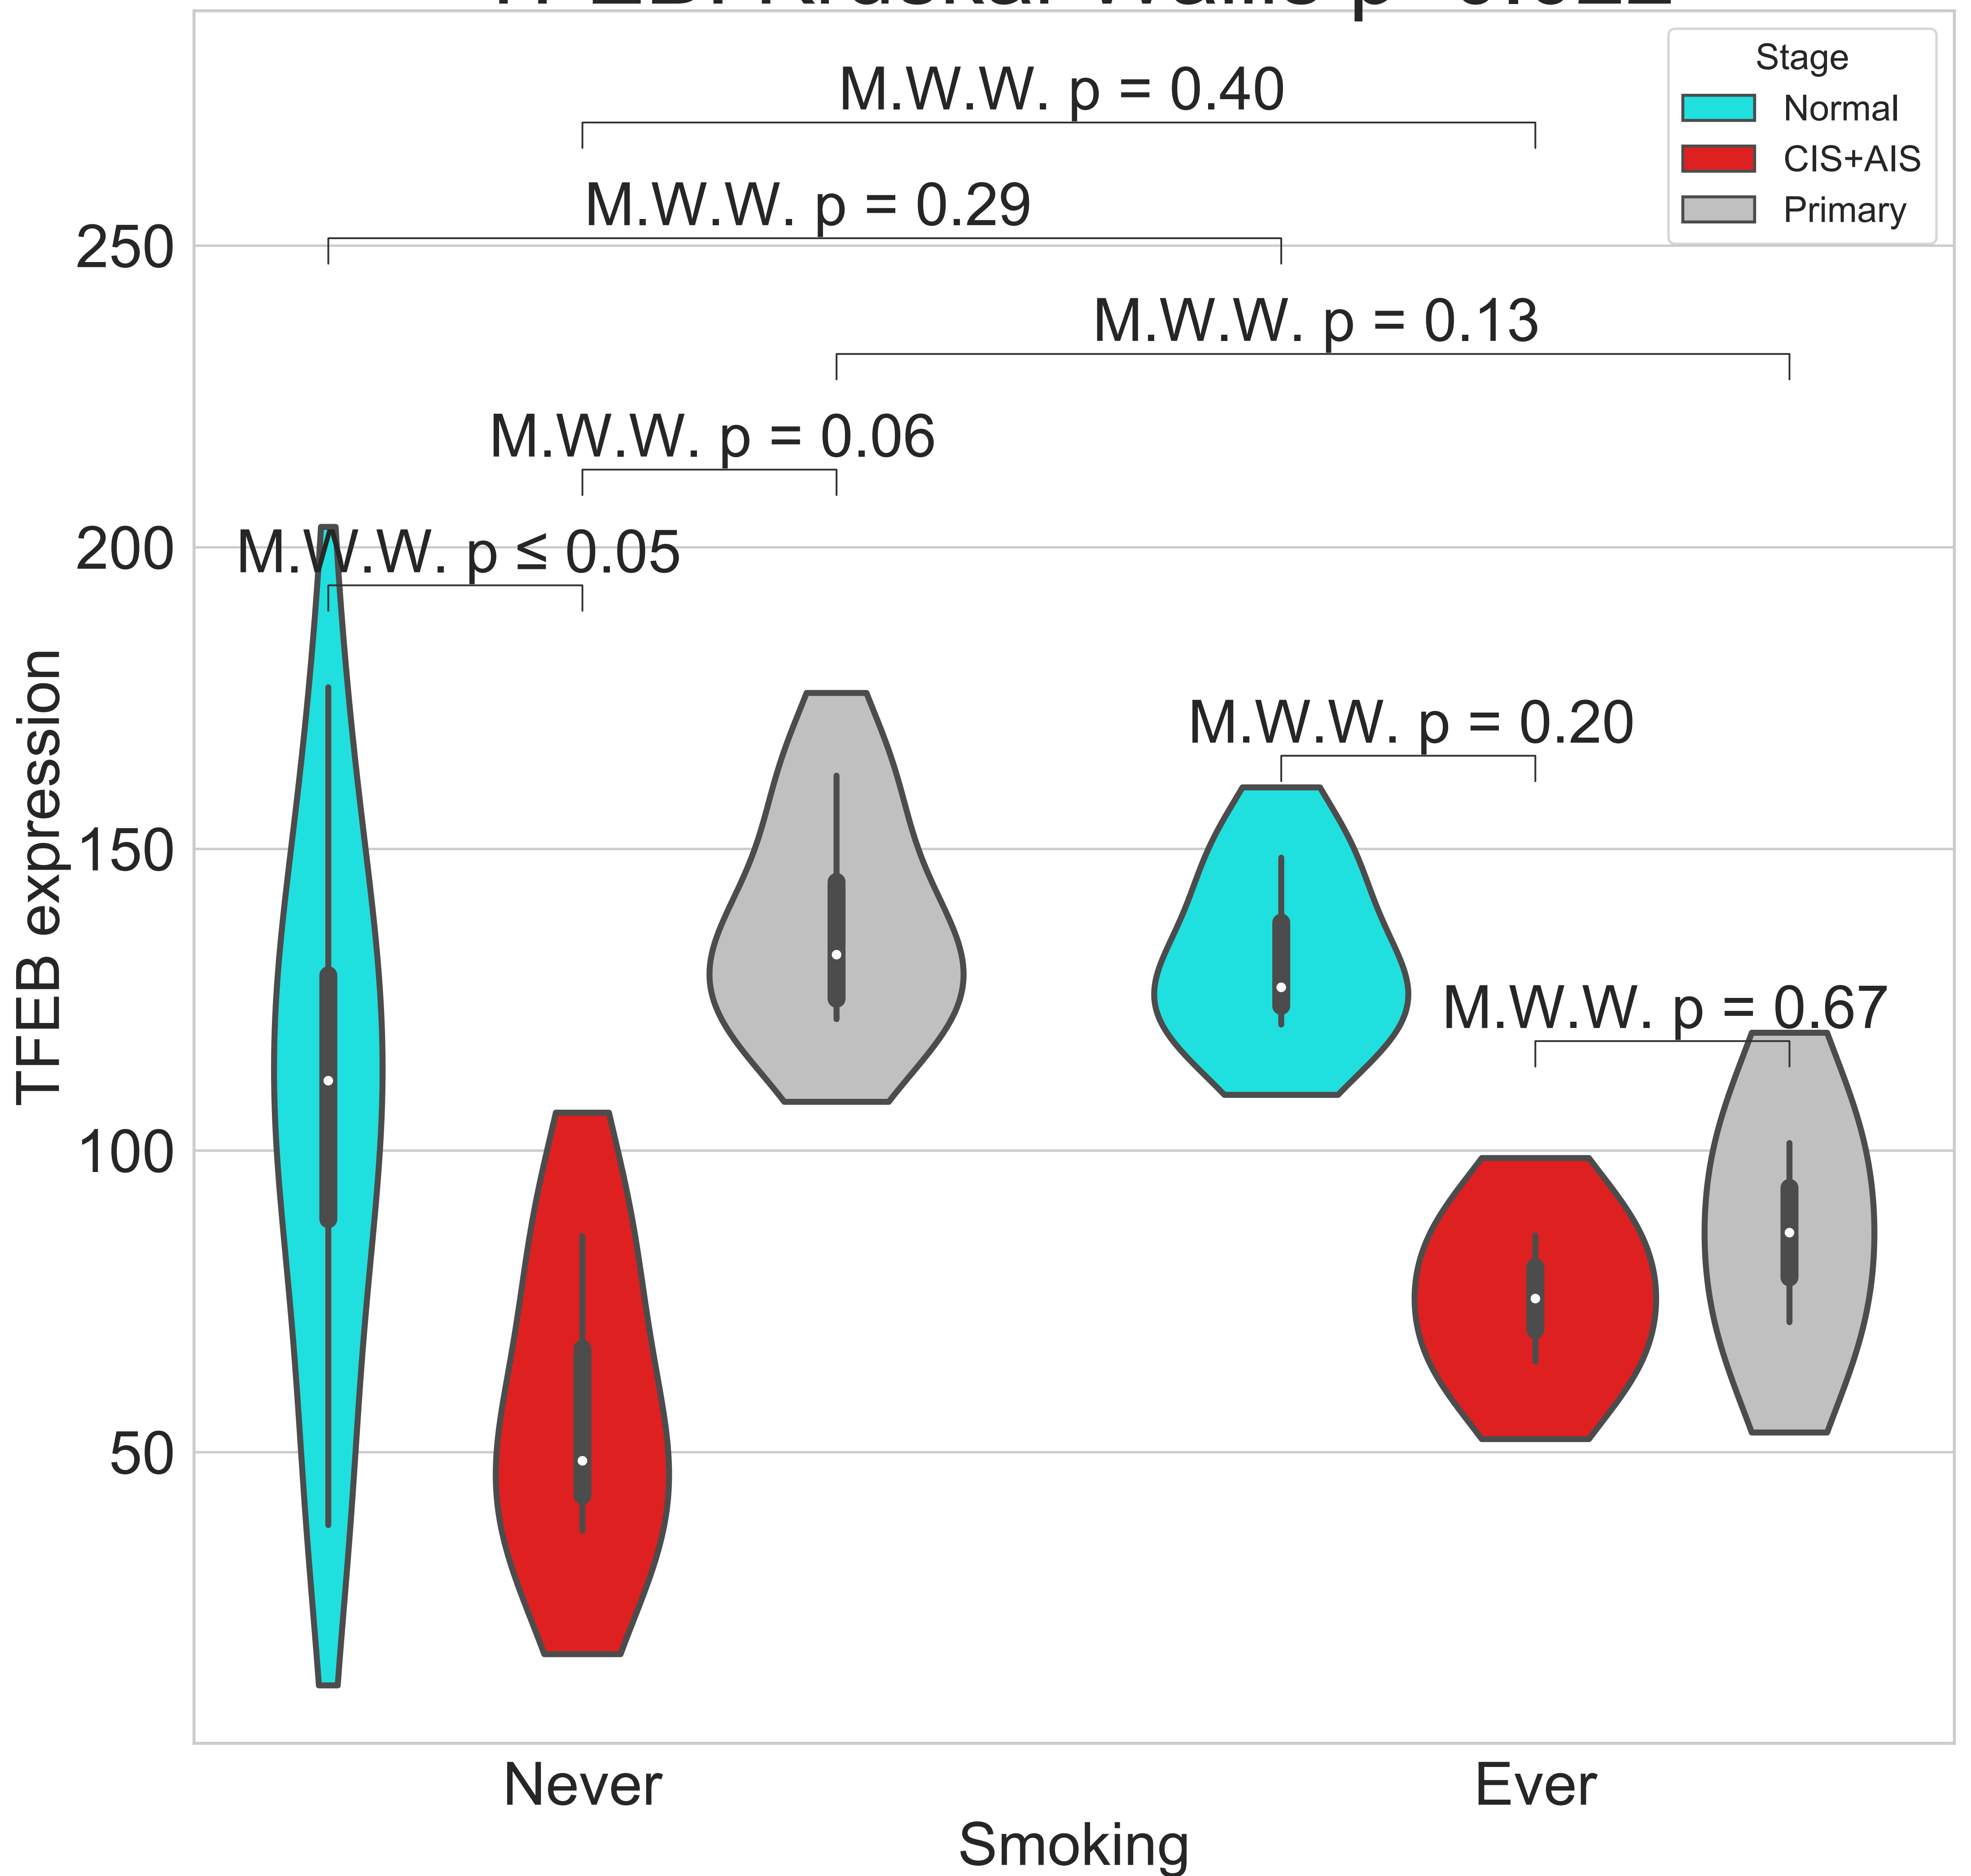 Stage
Normal
CIS+AIS
Primary
M.W.W. p = 0.40
M.W.W. p = 0.29
M.W.W. p = 0.13
M.W.W. p = 0.06
M.W.W. p ≤ 0.05
M.W.W. p = 0.20
M.W.W. p = 0.67
250
200
150
100
50
TFEB expression
Never
Ever
Smoking